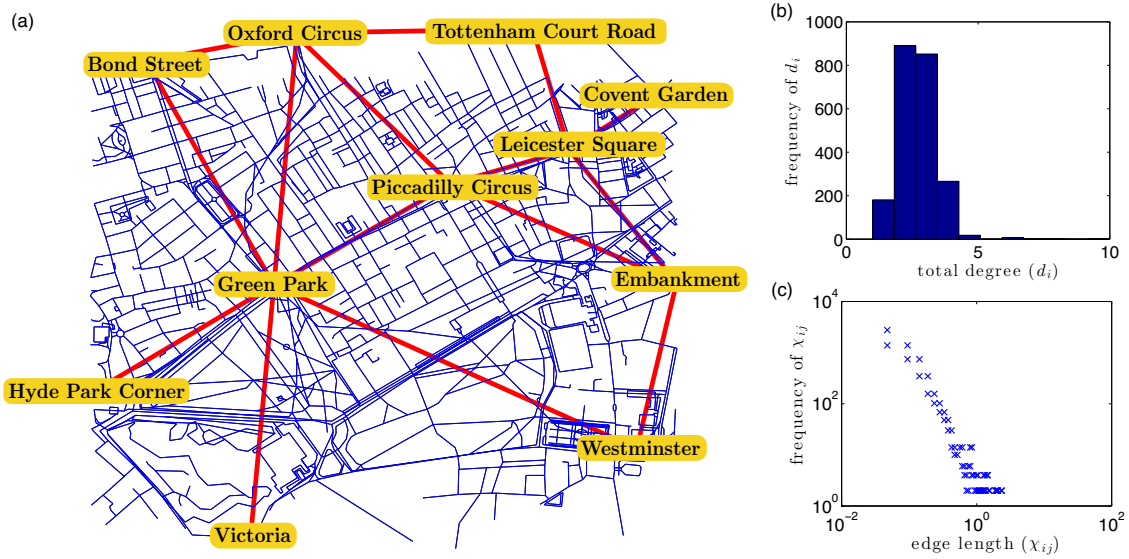 (a)
Oxford Circus
Tottenham Court Road
Bond Street
Covent Garden
Leicester Square
Piccadilly Circus
Green Park
Embankment
Hyde Park Corner
Westminster
Victoria
(b)
frequency of d_i
1000
800
600
400
200
0
0 5 10
total degree (d_i)
(c)
frequency of χ_ij
10^4
10^2
10^0
10^-2 10^0 10^2
edge length (χ_ij)